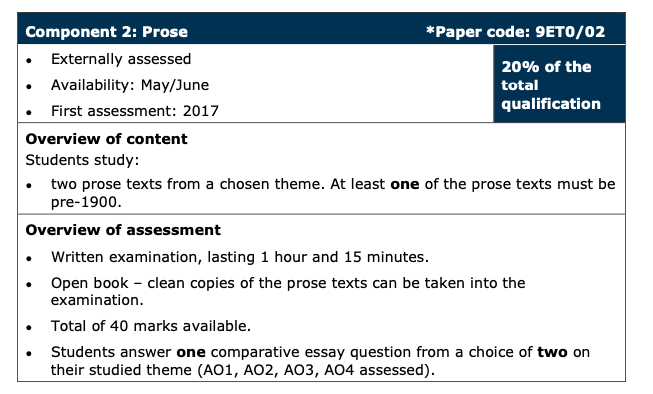 Component 2: Prose *Paper code: 9ET0/02
• Externally assessed
• Availability: May/June
• First assessment: 2017
20% of the
total
qualification
Overview of content
Students study:
• two prose texts from a chosen theme. At least one of the prose texts must be
pre-1900.
Overview of assessment
• Written examination, lasting 1 hour and 15 minutes.
• Open book – clean copies of the prose texts can be taken into the
examination.
• Total of 40 marks available.
• Students answer one comparative essay question from a choice of two on
their studied theme (AO1, AO2, AO3, AO4 assessed).